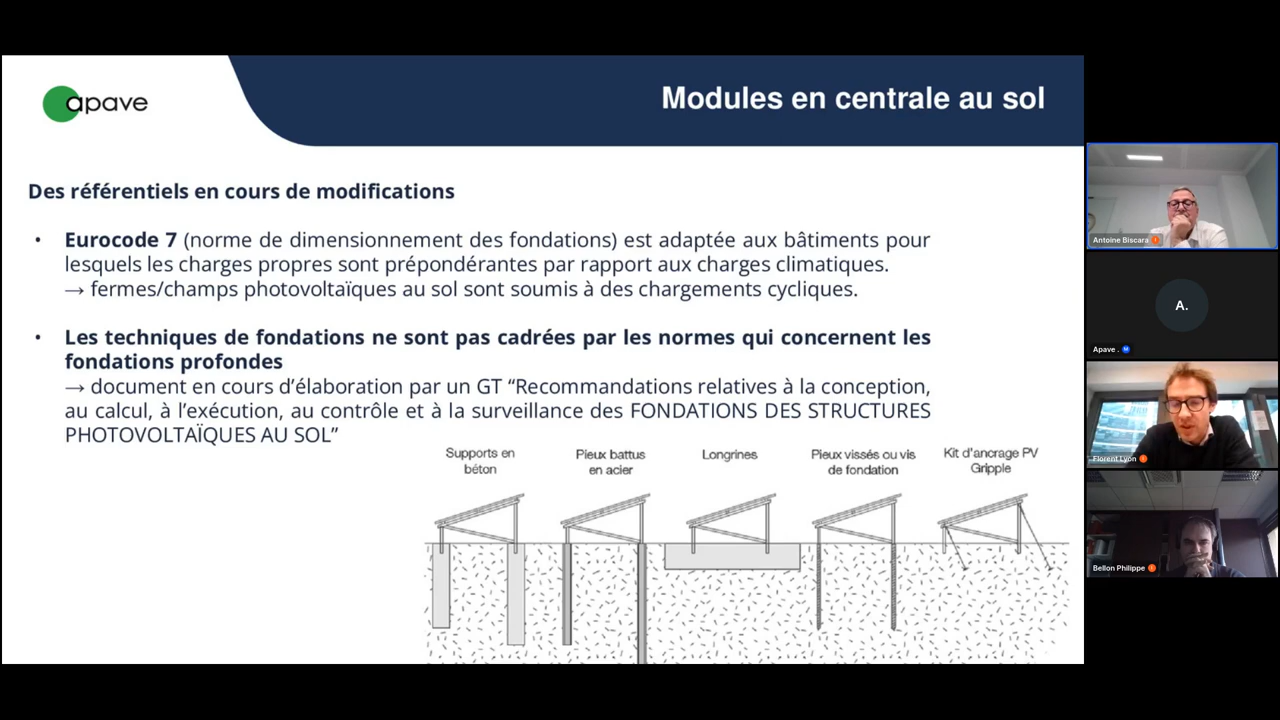 apave
Modules en centrale au sol
Des référentiels en cours de modifications
• Eurocode 7 (norme de dimensionnement des fondations) est adaptée aux bâtiments pour
lesquels les charges propres sont prépondérantes par rapport aux charges climatiques.
→ fermes/champs photovoltaïques au sol sont soumis à des chargements cycliques.
• Les techniques de fondations ne sont pas cadrées par les normes qui concernent les
fondations profondes
→ document en cours d'élaboration par un GT “Recommandations relatives à la conception,
au calcul, à l'exécution, au contrôle et à la surveillance des FONDATIONS DES STRUCTURES
PHOTOVOLTAÏQUES AU SOL”
Supports en
béton
Pieux battus
en acier
Longrines
Pieux vissés ou vis
de fondation
Kit d'ancrage PV
Gripple
Antoine Biscara
A.
Apave .
M
Florent Lyon
Bellon Philippe